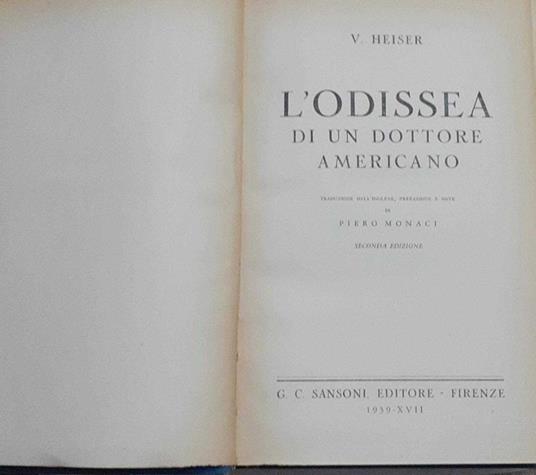 V. HEISER
L'ODISSEA
DI UN DOTTORE
AMERICANO
TRADUZIONE DALL'INGLESE, PREFAZIONE E NOTE
DI
PIERO MONACI
SECONDA EDIZIONE
G. C. SANSONI, EDITORE - FIRENZE
1939-XVII